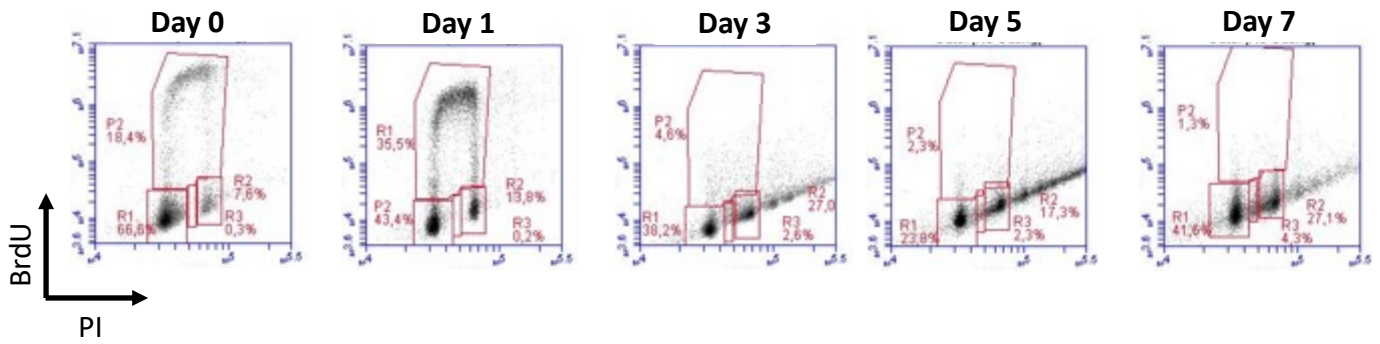 Day 0
Day 1
Day 3
Day 5
Day 7
P2
18,4%
R2
7,6%
R1
66,6%
R3
0,3%
R1
35,5%
R2
13,8%
P2
43,4%
R3
0,2%
P2
4,6%
R2
27,0
R1
38,2%
R3
2,6%
P2
2,3%
R2
17,3%
R1
23,8%
R3
2,3%
P2
1,3%
R2
27,1%
R1
41,6%
R3
4,3%
BrdU
PI